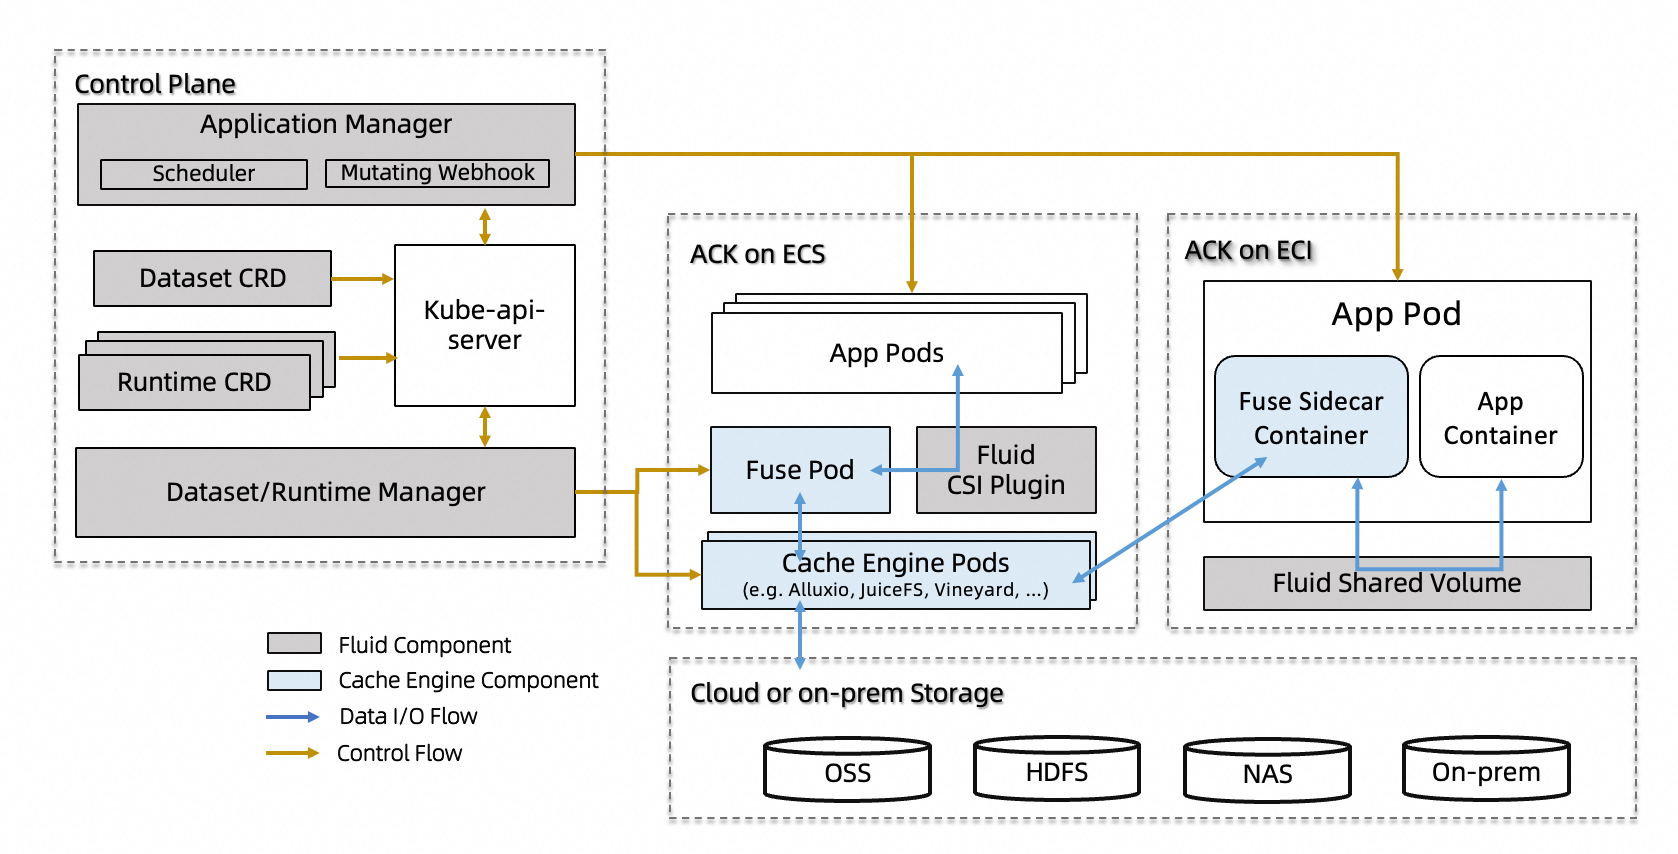 Control Plane
Application Manager
Scheduler
Mutating Webhook
Dataset CRD
Runtime CRD
Kube-api-
server
Dataset/Runtime Manager
ACK on ECS
App Pods
Fuse Pod
Fluid
CSI Plugin
Cache Engine Pods
(e.g. Alluxio, JuiceFS, Vineyard, ...)
ACK on ECI
App Pod
Fuse Sidecar
Container
App
Container
Fluid Shared Volume
Fluid Component
Cache Engine Component
Data I/O Flow
Control Flow
Cloud or on-prem Storage
OSS
HDFS
NAS
On-prem